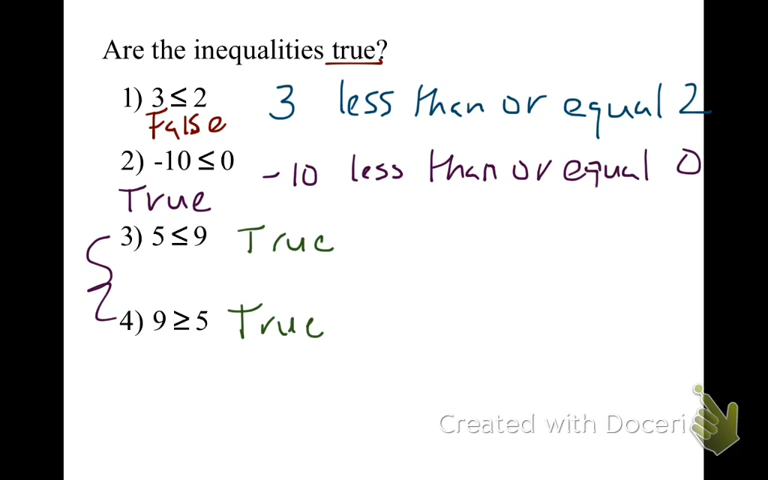 Are the inequalities true?
1) 3 ≤ 2 3 less than or equal 2
False
2) -10 ≤ 0 -10 less than or equal 0
True
3) 5 ≤ 9 True
4) 9 ≥ 5 True
Created with Doceri